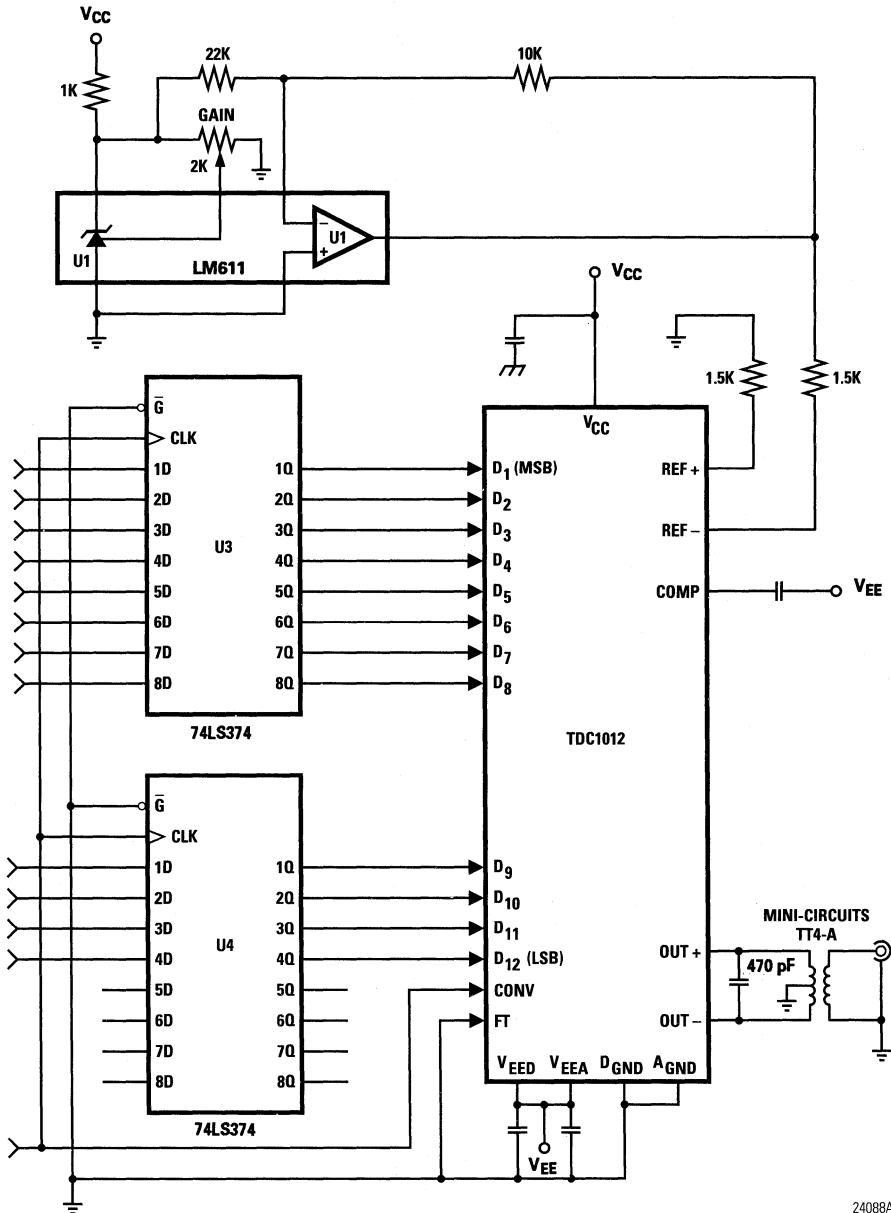 VCC
22K
10K
1K
GAIN
2K
U1
−
+
U1
LM611
VCC
1.5K
1.5K
G
CLK
VCC
1D
1Q
D1 (MSB)
REF +
2D
2Q
D2
3D
3Q
D3
REF −
U3
4D
4Q
D4
5D
5Q
D5
COMP
VEE
6D
6Q
D6
7D
7Q
D7
8D
8Q
D8
74LS374
TDC1012
G
CLK
1D
1Q
D9
2D
2Q
D10
MINI-CIRCUITS
TT4-A
3D
3Q
D11
U4
4D
4Q
D12 (LSB)
OUT +
470 pF
5D
5Q
CONV
6D
6Q
FT
OUT −
7D
7Q
VEED
VEEA
DGND
AGND
8D
8Q
74LS374
VEE
24088A